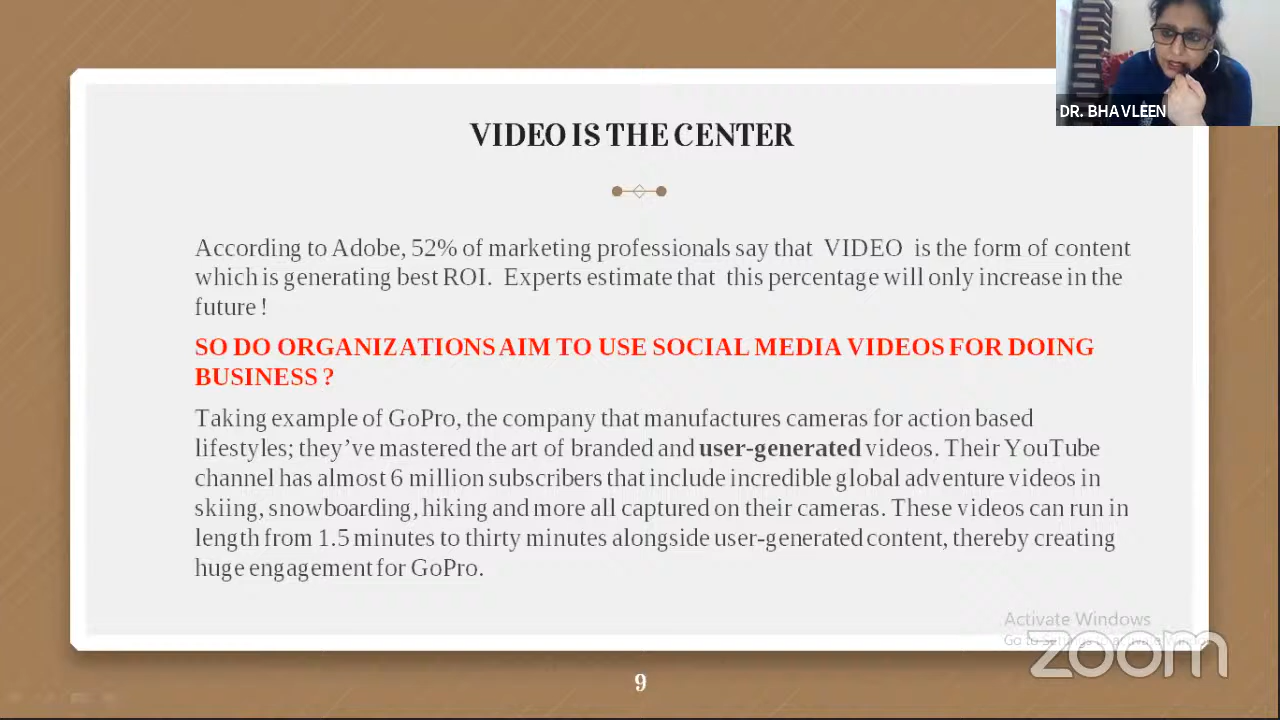 DR. BHAVLEEN
VIDEO IS THE CENTER
According to Adobe, 52% of marketing professionals say that VIDEO is the form of content
which is generating best ROI. Experts estimate that this percentage will only increase in the
future !
SO DO ORGANIZATIONS AIM TO USE SOCIAL MEDIA VIDEOS FOR DOING
BUSINESS ?
Taking example of GoPro, the company that manufactures cameras for action based
lifestyles; they’ve mastered the art of branded and user-generated videos. Their YouTube
channel has almost 6 million subscribers that include incredible global adventure videos in
skiing, snowboarding, hiking and more all captured on their cameras. These videos can run in
length from 1.5 minutes to thirty minutes alongside user-generated content, thereby creating
huge engagement for GoPro.
Activate Windows
Go to
zoom
9